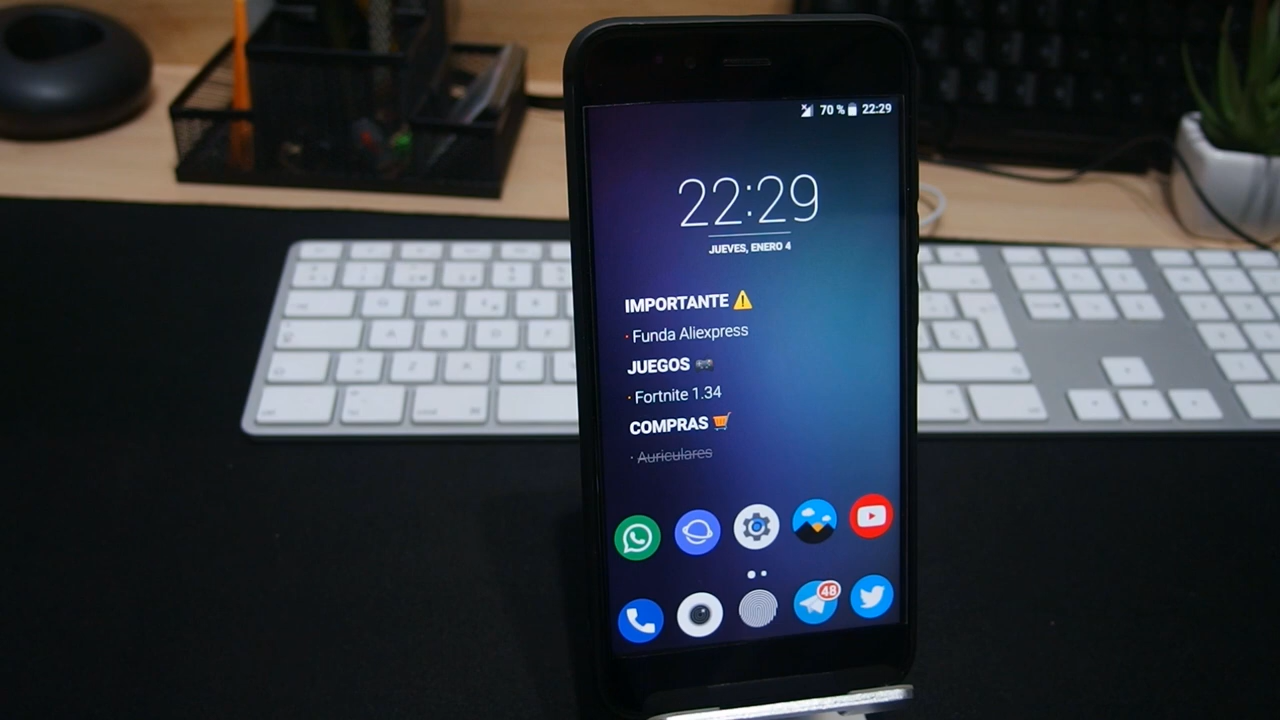 70 % 22:29
22:29
JUEVES, ENERO 4
IMPORTANTE ⚠️
· Funda Aliexpress
JUEGOS 🎮
· Fortnite 1.34
COMPRAS 🛒
· Auriculares
48